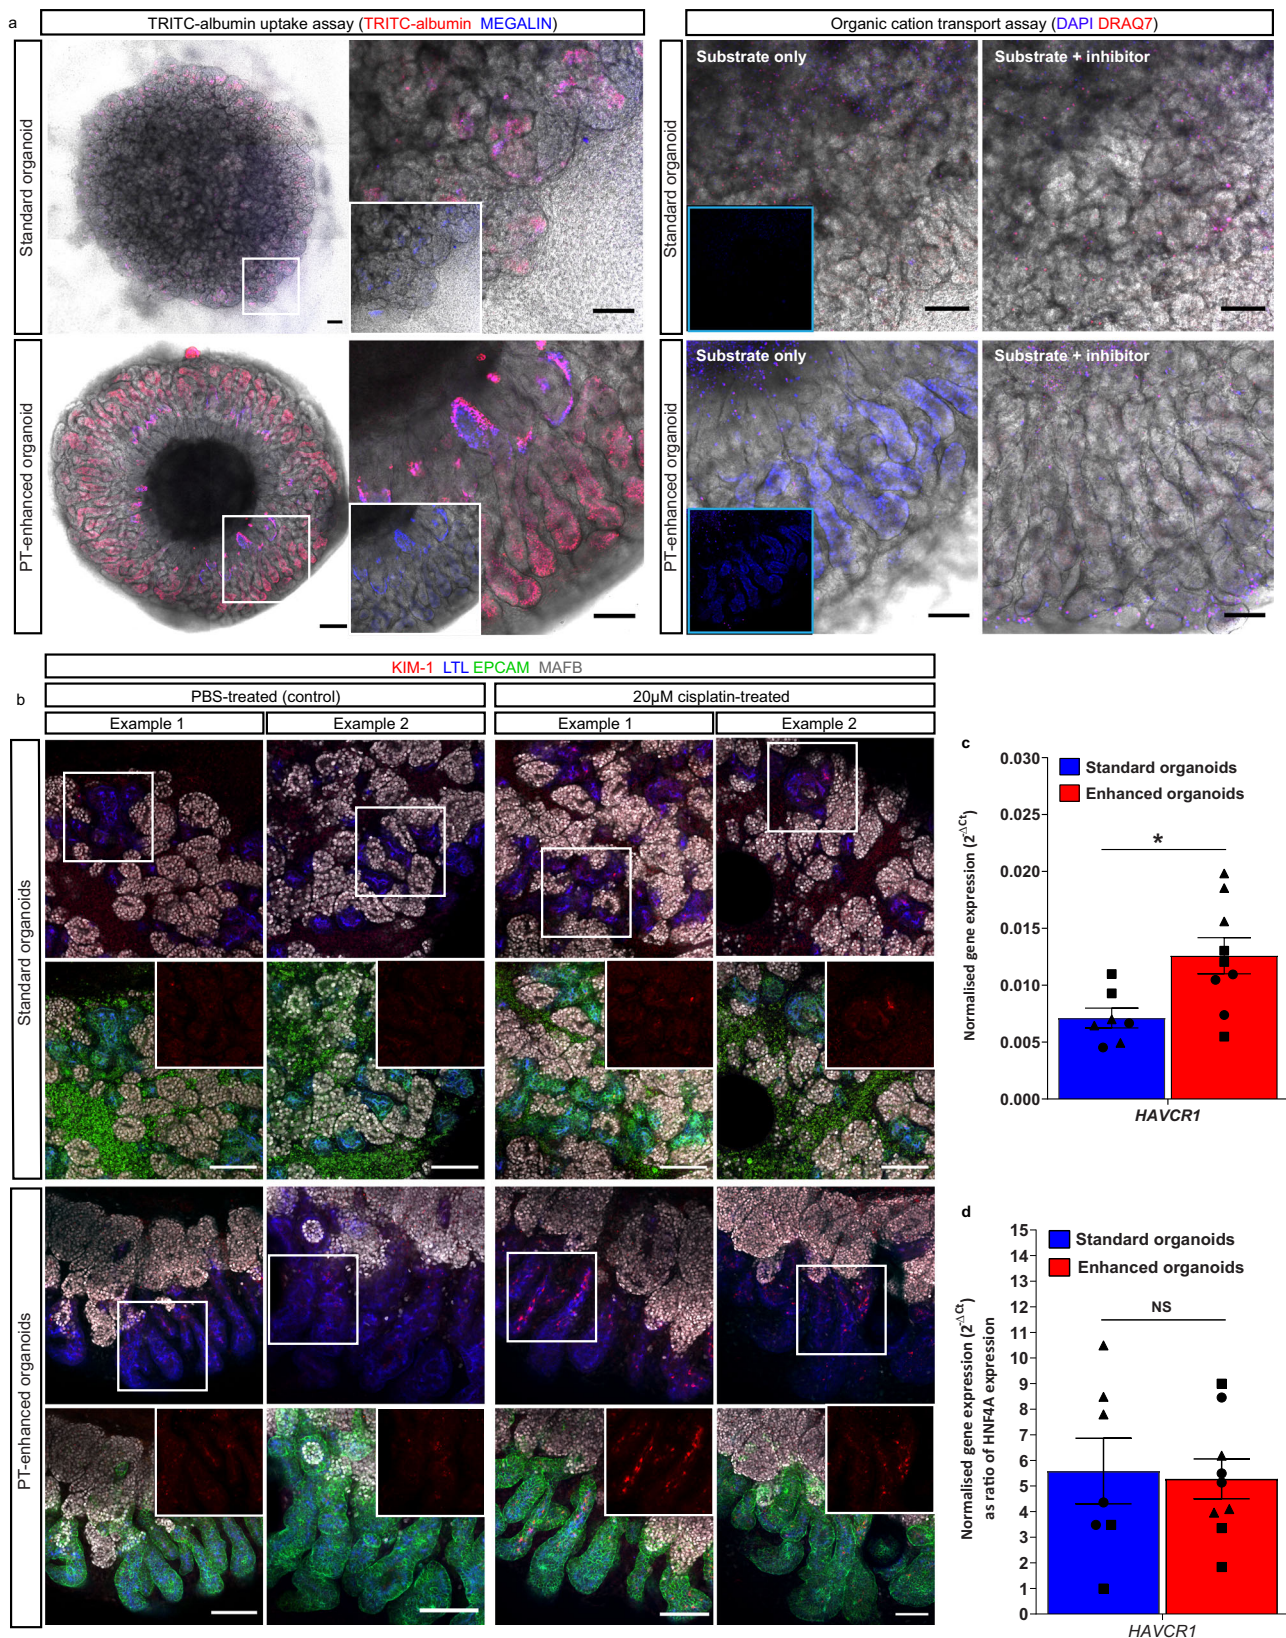 a
TRITC-albumin uptake assay (TRITC-albumin MEGALIN)
Organic cation transport assay (DAPI DRAQ7)
Standard organoid
Standard organoid
Substrate only
Substrate + inhibitor
PT-enhanced organoid
PT-enhanced organoid
Substrate only
Substrate + inhibitor
b
KIM-1 LTL EPCAM MAFB
PBS-treated (control)
20µM cisplatin-treated
Example 1
Example 2
Example 1
Example 2
Standard organoids
PT-enhanced organoids
c
Standard organoids
Enhanced organoids
Normalised gene expression (2^-ΔCt)
0.030
0.025
0.020
0.015
0.010
0.005
0.000
*
HAVCR1
d
Standard organoids
Enhanced organoids
Normalised gene expression (2^-ΔCt)
as ratio of HNF4A expression
15
14
13
12
11
10
9
8
7
6
5
4
3
2
1
0
NS
HAVCR1